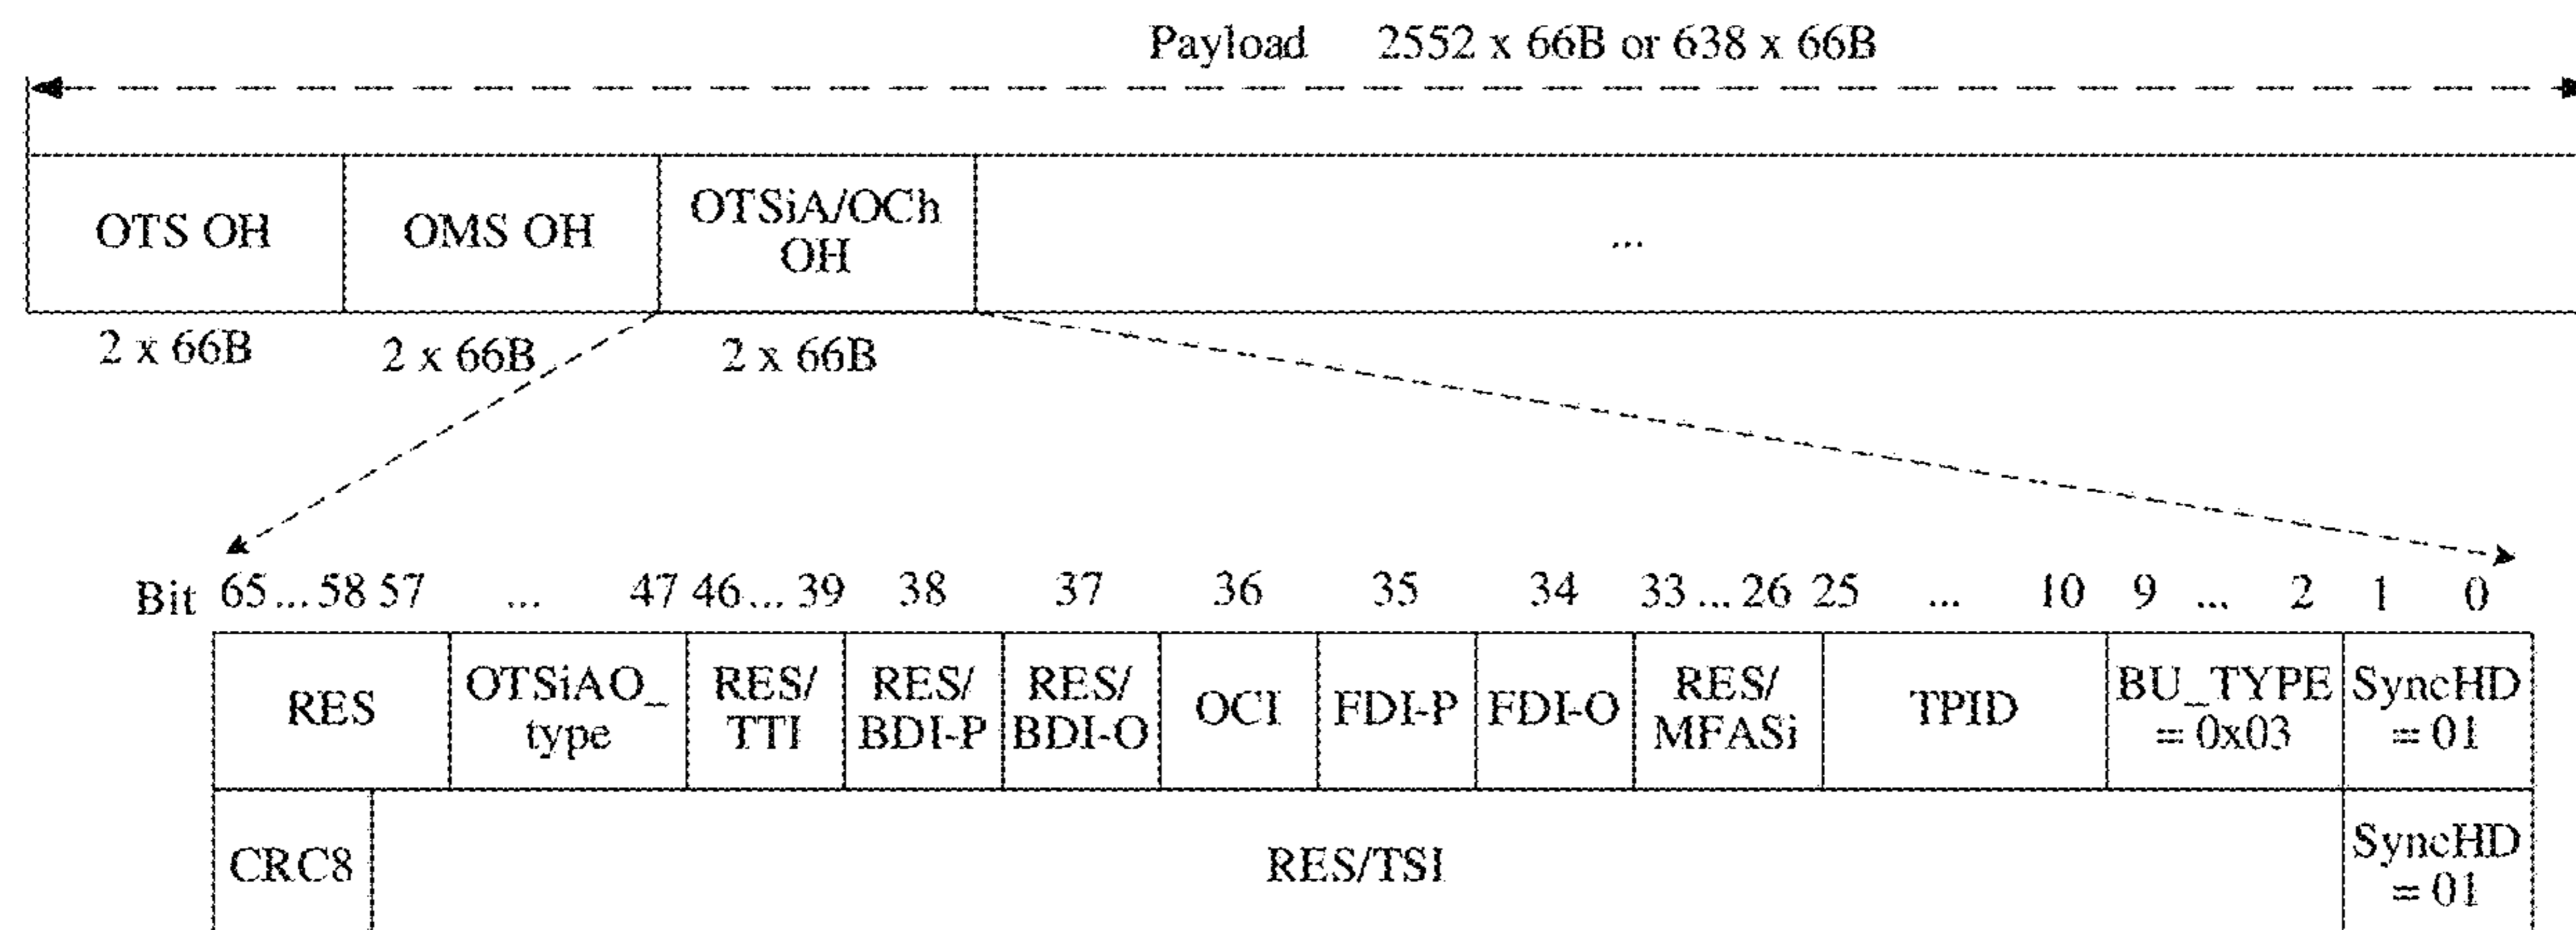 Payload 2552 x 66B or 638 x 66B
OTS OH
OMS OH
OTSiA/OCh
OH
...
2 x 66B
2 x 66B
2 x 66B
Bit 65 ... 58 57 ... 47 46 ... 39 38 37 36 35 34 33 ... 26 25 ... 10 9 ... 2 1 0
RES
OTSiAO_
type
RES/
TTI
RES/
BDI-P
RES/
BDI-O
OCI
FDI-P
FDI-O
RES/
MFASi
TPID
BU_TYPE
= 0x03
SyncHD
= 01
CRC8
RES/TSI
SyncHD
= 01